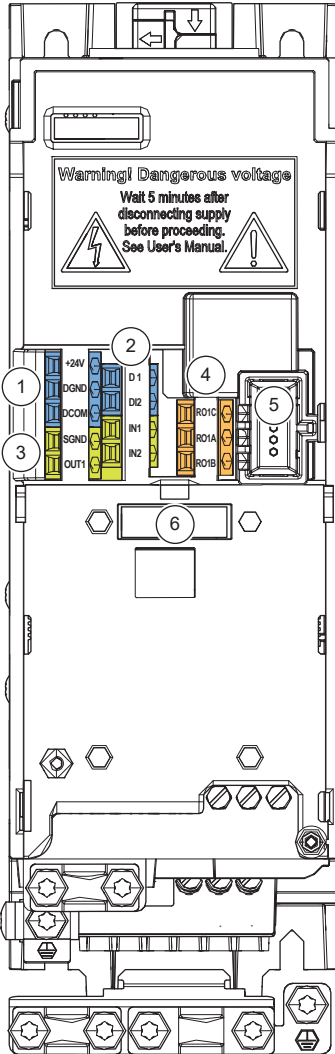 Warning! Dangerous voltage
Wait 5 minutes after
disconnecting supply
before proceeding.
See User's Manual.
2
4
1
+24V
D 1
RO1C
5
DGND
DI2
DCOM
3
SGND
IN1
RO1A
OUT1
IN2
RO1B
6